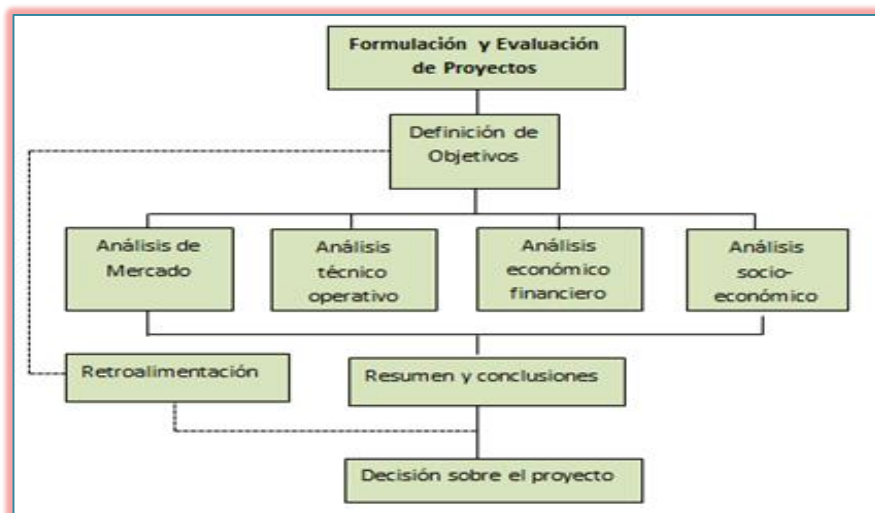 Formulación y Evaluación
de Proyectos
Definición de
Objetivos
Análisis de
Mercado
Análisis
técnico
operativo
Análisis
económico
financiero
Análisis
socio-
económico
Retroalimentación
Resumen y conclusiones
Decisión sobre el proyecto